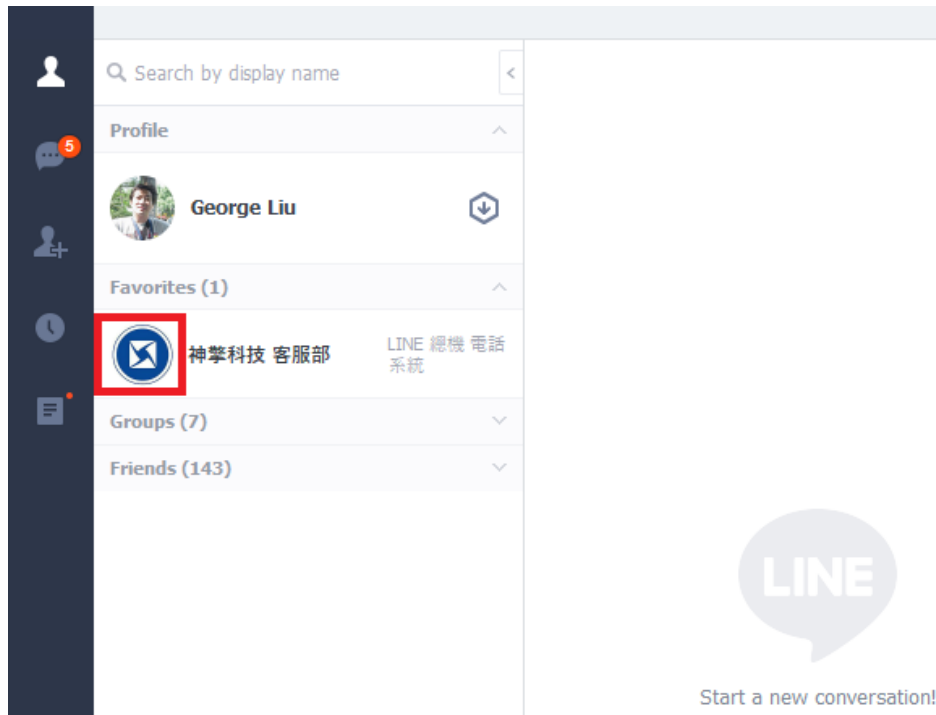 Search by display name
<
Profile
5
George Liu
Favorites (1)
神擎科技 客服部
LINE 總機 電話
系統
Groups (7)
Friends (143)
LINE
Start a new conversation!